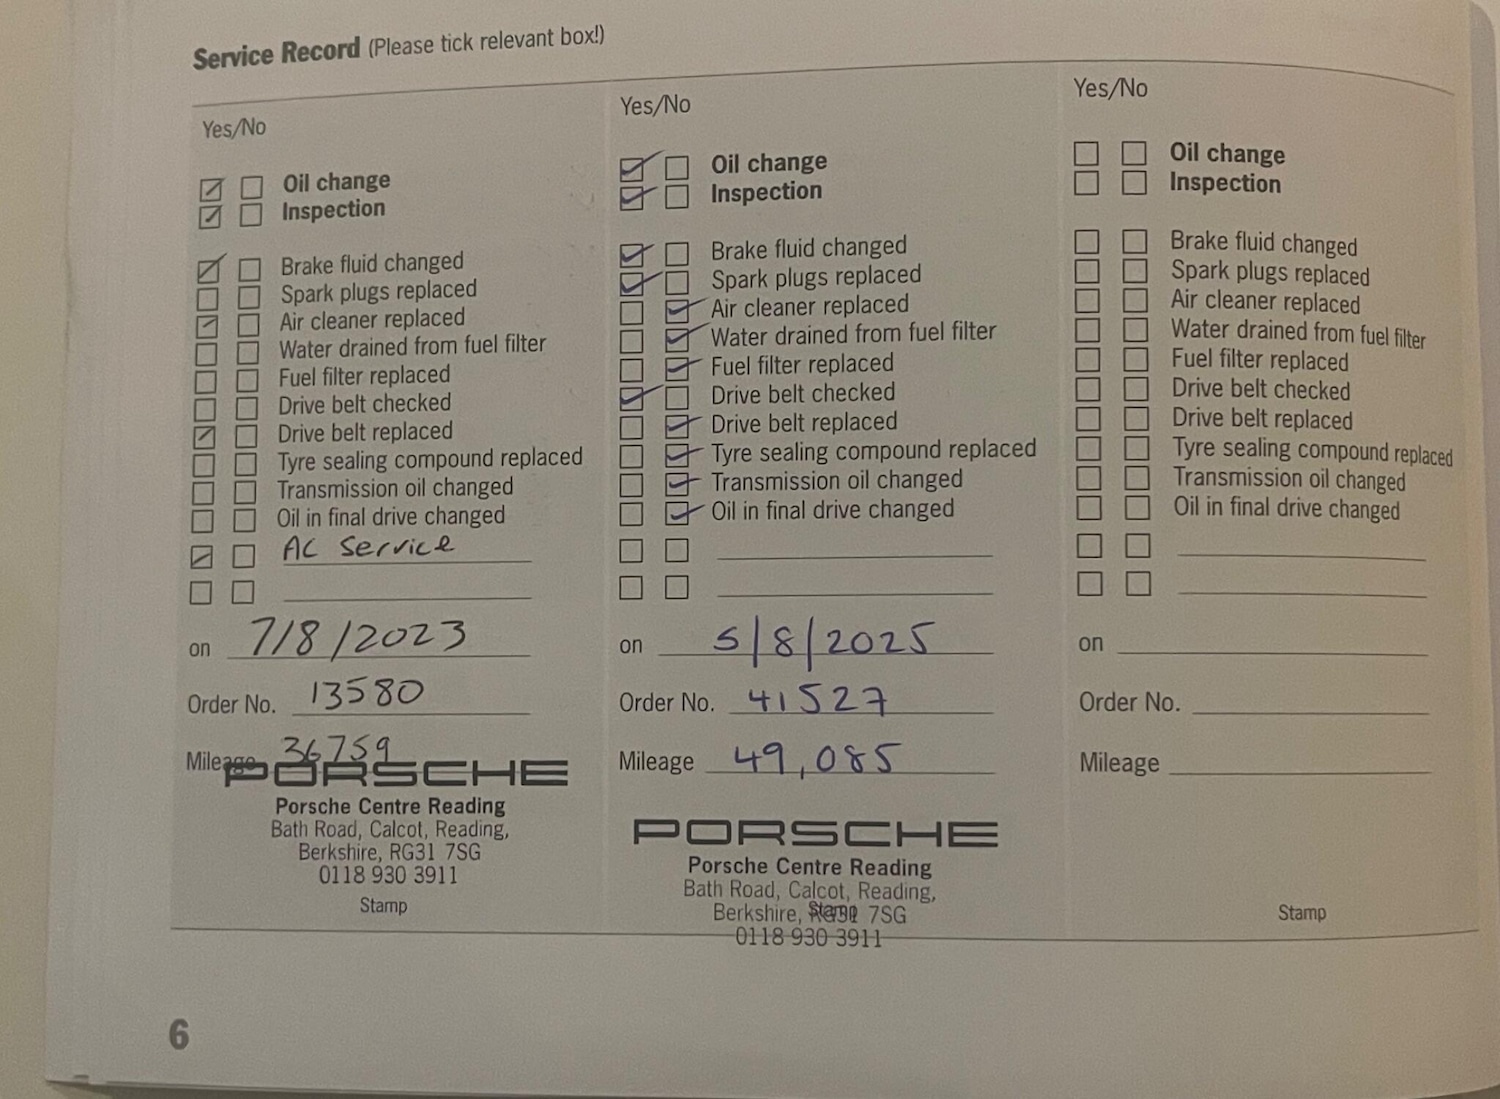 Service Record (Please tick relevant box!)
Yes/No
Oil change
Inspection
Brake fluid changed
Spark plugs replaced
Air cleaner replaced
Water drained from fuel filter
Fuel filter replaced
Drive belt checked
Drive belt replaced
Tyre sealing compound replaced
Transmission oil changed
Oil in final drive changed
AC Service
on 7/8/2023
Order No. 13580
Mileage 36759
PORSCHE
Porsche Centre Reading
Bath Road, Calcot, Reading,
Berkshire, RG31 7SG
0118 930 3911
Stamp
Yes/No
Oil change
Inspection
Brake fluid changed
Spark plugs replaced
Air cleaner replaced
Water drained from fuel filter
Fuel filter replaced
Drive belt checked
Drive belt replaced
Tyre sealing compound replaced
Transmission oil changed
Oil in final drive changed
on 5/8/2025
Order No. 41527
Mileage 49,085
PORSCHE
Porsche Centre Reading
Bath Road, Calcot, Reading,
Berkshire, RG31 7SG
Stamp
0118 930 3911
Yes/No
Oil change
Inspection
Brake fluid changed
Spark plugs replaced
Air cleaner replaced
Water drained from fuel filter
Fuel filter replaced
Drive belt checked
Drive belt replaced
Tyre sealing compound replaced
Transmission oil changed
Oil in final drive changed
on
Order No.
Mileage
Stamp
6